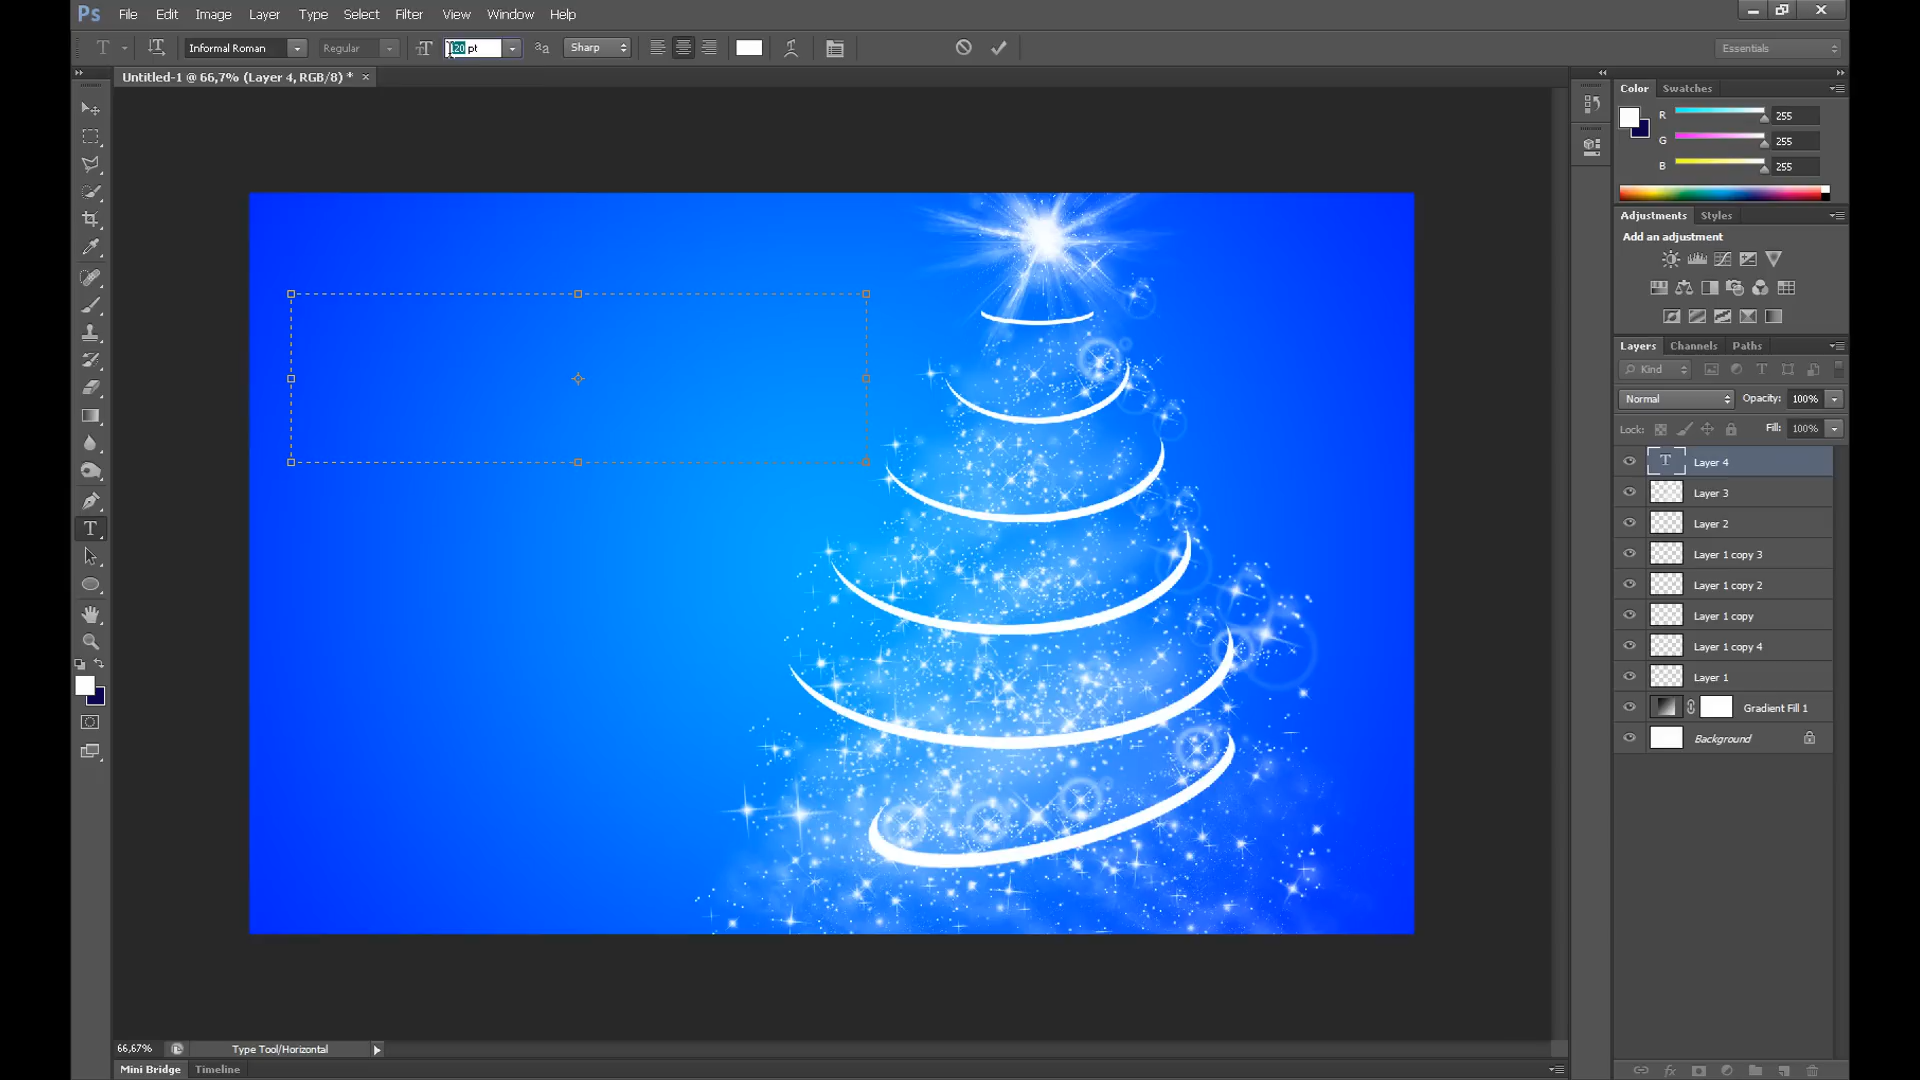 Ps File Edit Image Layer Type Select Filter View Window Help
T Informal Roman Regular 120 pt Sharp Essentials
Untitled-1 @ 66,7% (Layer 4, RGB/8) *
Color Swatches
R 255
G 255
B 255
Adjustments Styles
Add an adjustment
Layers Channels Paths
Kind
Normal Opacity: 100%
Lock: Fill: 100%
Layer 4
Layer 3
Layer 2
Layer 1 copy 3
Layer 1 copy 2
Layer 1 copy
Layer 1 copy 4
Layer 1
Gradient Fill 1
Background
66,67% Type Tool/Horizontal
Mini Bridge Timeline